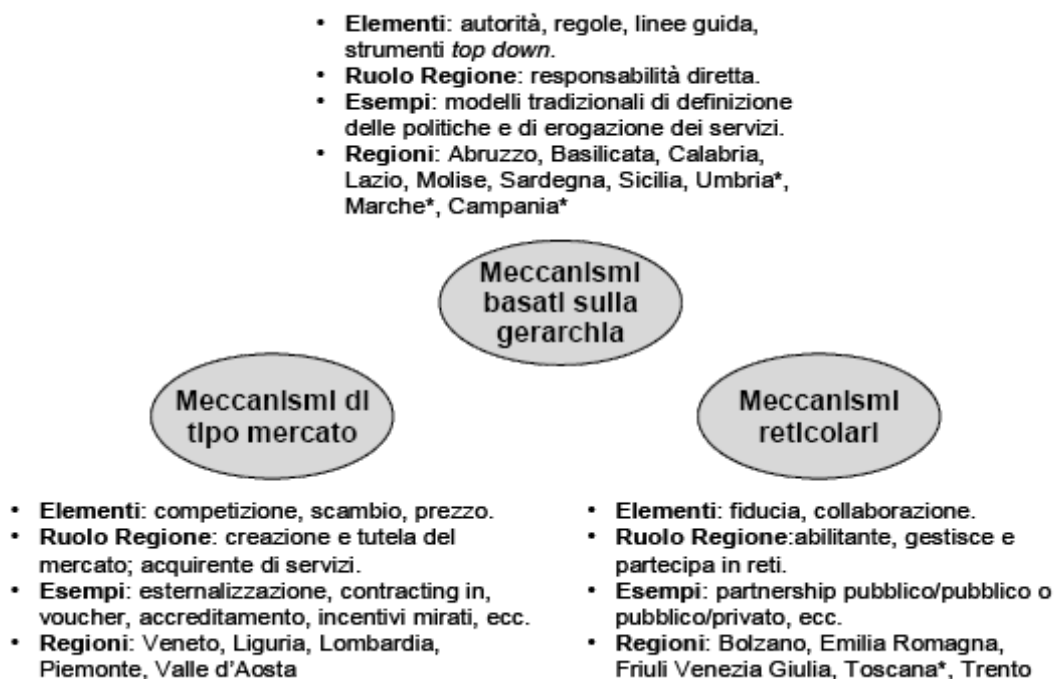 • Elementi: autorità, regole, linee guida,
strumenti top down.
• Ruolo Regione: responsabilità diretta.
• Esempi: modelli tradizionali di definizione
delle politiche e di erogazione dei servizi.
• Regioni: Abruzzo, Basilicata, Calabria,
Lazio, Molise, Sardegna, Sicilia, Umbria*,
Marche*, Campania*
Meccanismi
basati sulla
gerarchia
Meccanismi di
tipo mercato
• Elementi: competizione, scambio, prezzo.
• Ruolo Regione: creazione e tutela del
mercato; acquirente di servizi.
• Esempi: esternalizzazione, contracting in,
voucher, accreditamento, incentivi mirati, ecc.
• Regioni: Veneto, Liguria, Lombardia,
Piemonte, Valle d'Aosta
Meccanismi
reticolari
• Elementi: fiducia, collaborazione.
• Ruolo Regione:abilitante, gestisce e
partecipa in reti.
• Esempi: partnership pubblico/pubblico o
pubblico/privato, ecc.
• Regioni: Bolzano, Emilia Romagna,
Friuli Venezia Giulia, Toscana*, Trento